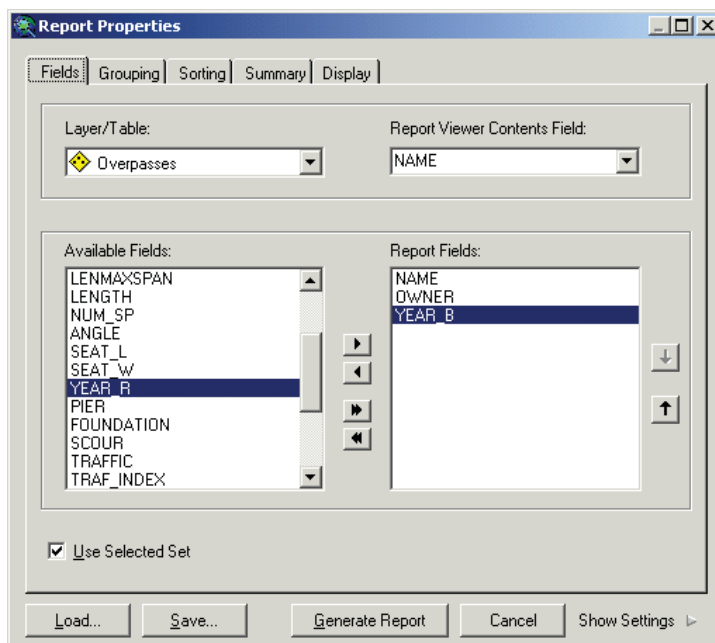 Report Properties
Fields Grouping Sorting Summary Display
Layer/Table:
Overpasses
Report Viewer Contents Field:
NAME
Available Fields:
LENMAXSPAN
LENGTH
NUM_SP
ANGLE
SEAT_L
SEAT_W
YEAR_R
PIER
FOUNDATION
SCOUR
TRAFFIC
TRAF_INDEX
Report Fields:
NAME
OWNER
YEAR_B
Use Selected Set
Load... Save... Generate Report Cancel Show Settings